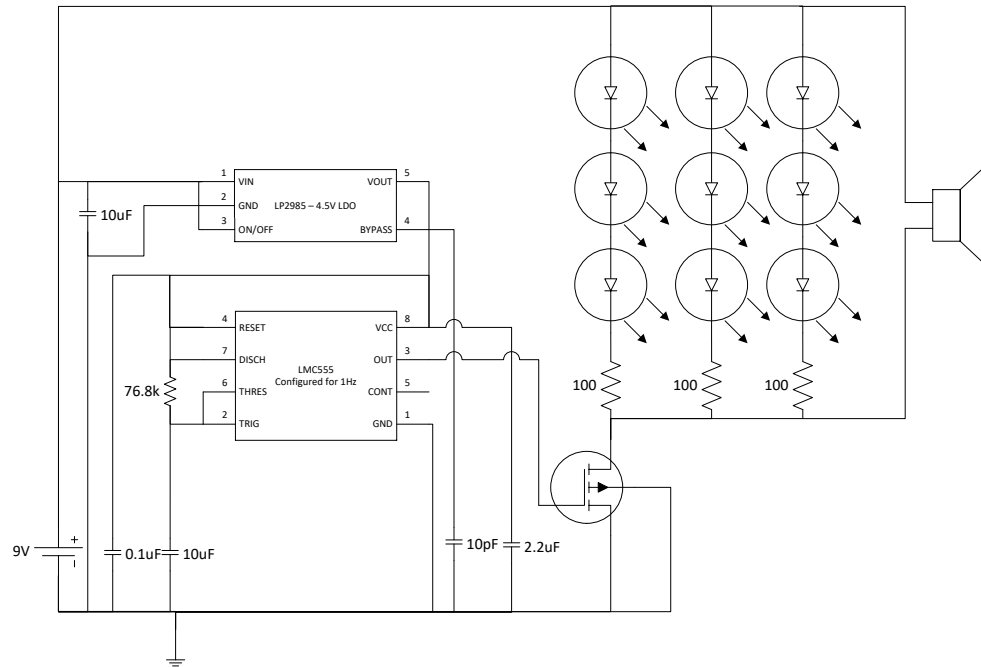 1
5
VIN
VOUT
2
GND
LP2985 – 4.5V LDO
10uF
3
4
ON/OFF
BYPASS
4
8
RESET
VCC
7
3
DISCH
LMC555
OUT
Configured for 1Hz
76.8k
6
5
THRES
CONT
2
1
TRIG
GND
100
100
100
9V
+
-
0.1uF
10uF
10pF
2.2uF